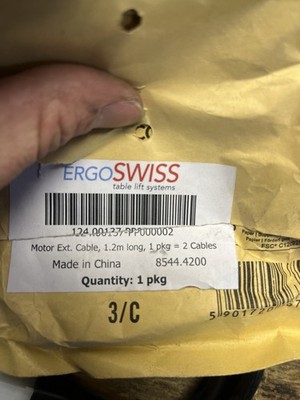 ERGOSWISS
table lift systems
Motor Ext. Cable, 1.2m long, 1 pkg = 2 Cables
Made in China 8544.4200
Quantity: 1 pkg
3/C